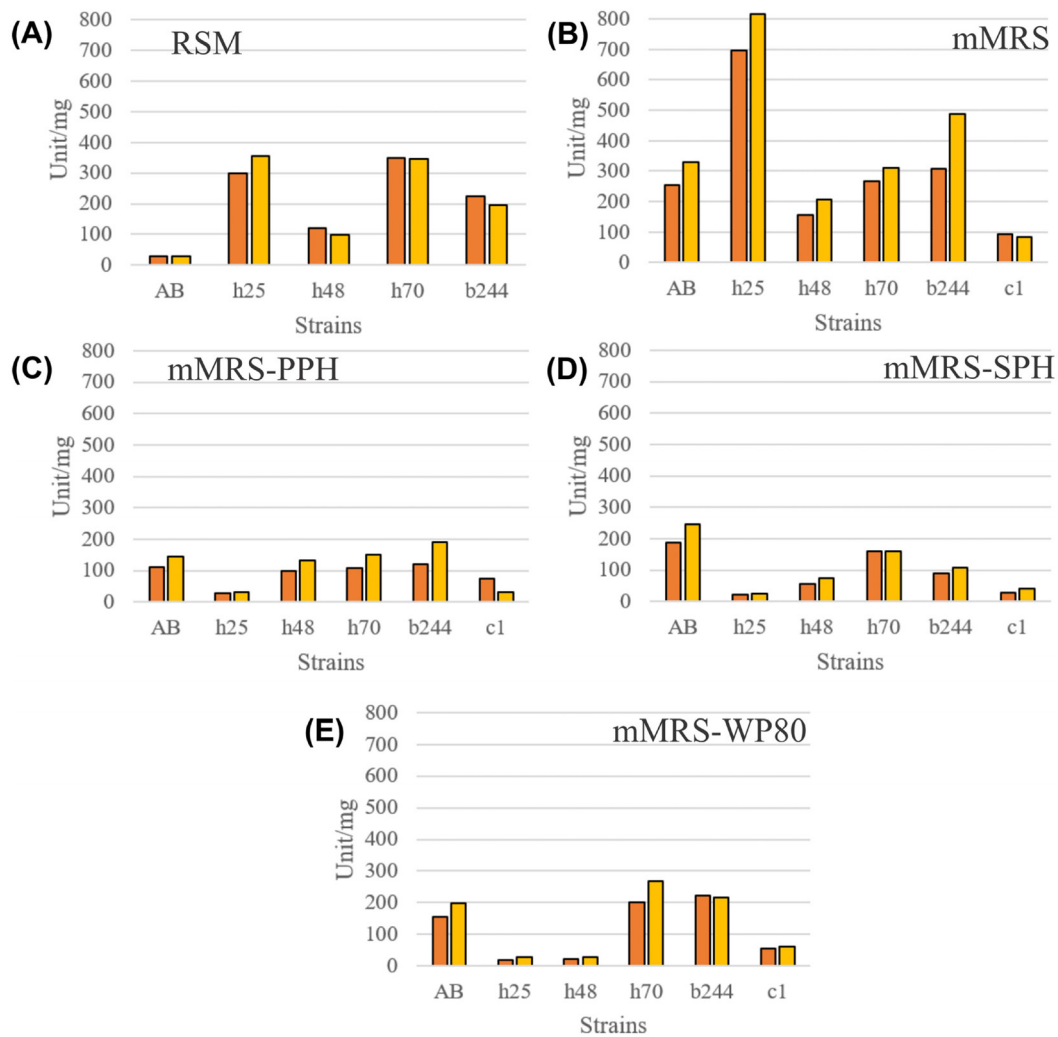 (A)
RSM
800
700
600
500
400
300
200
100
0
Unit/mg
AB h25 h48 h70 b244
Strains
(B)
mMRS
800
700
600
500
400
300
200
100
0
Unit/mg
AB h25 h48 h70 b244 c1
Strains
(C)
mMRS-PPH
800
700
600
500
400
300
200
100
0
Unit/mg
AB h25 h48 h70 b244 c1
Strains
(D)
mMRS-SPH
800
700
600
500
400
300
200
100
0
Unit/mg
AB h25 h48 h70 b244 c1
Strains
(E)
mMRS-WP80
800
700
600
500
400
300
200
100
0
Unit/mg
AB h25 h48 h70 b244 c1
Strains